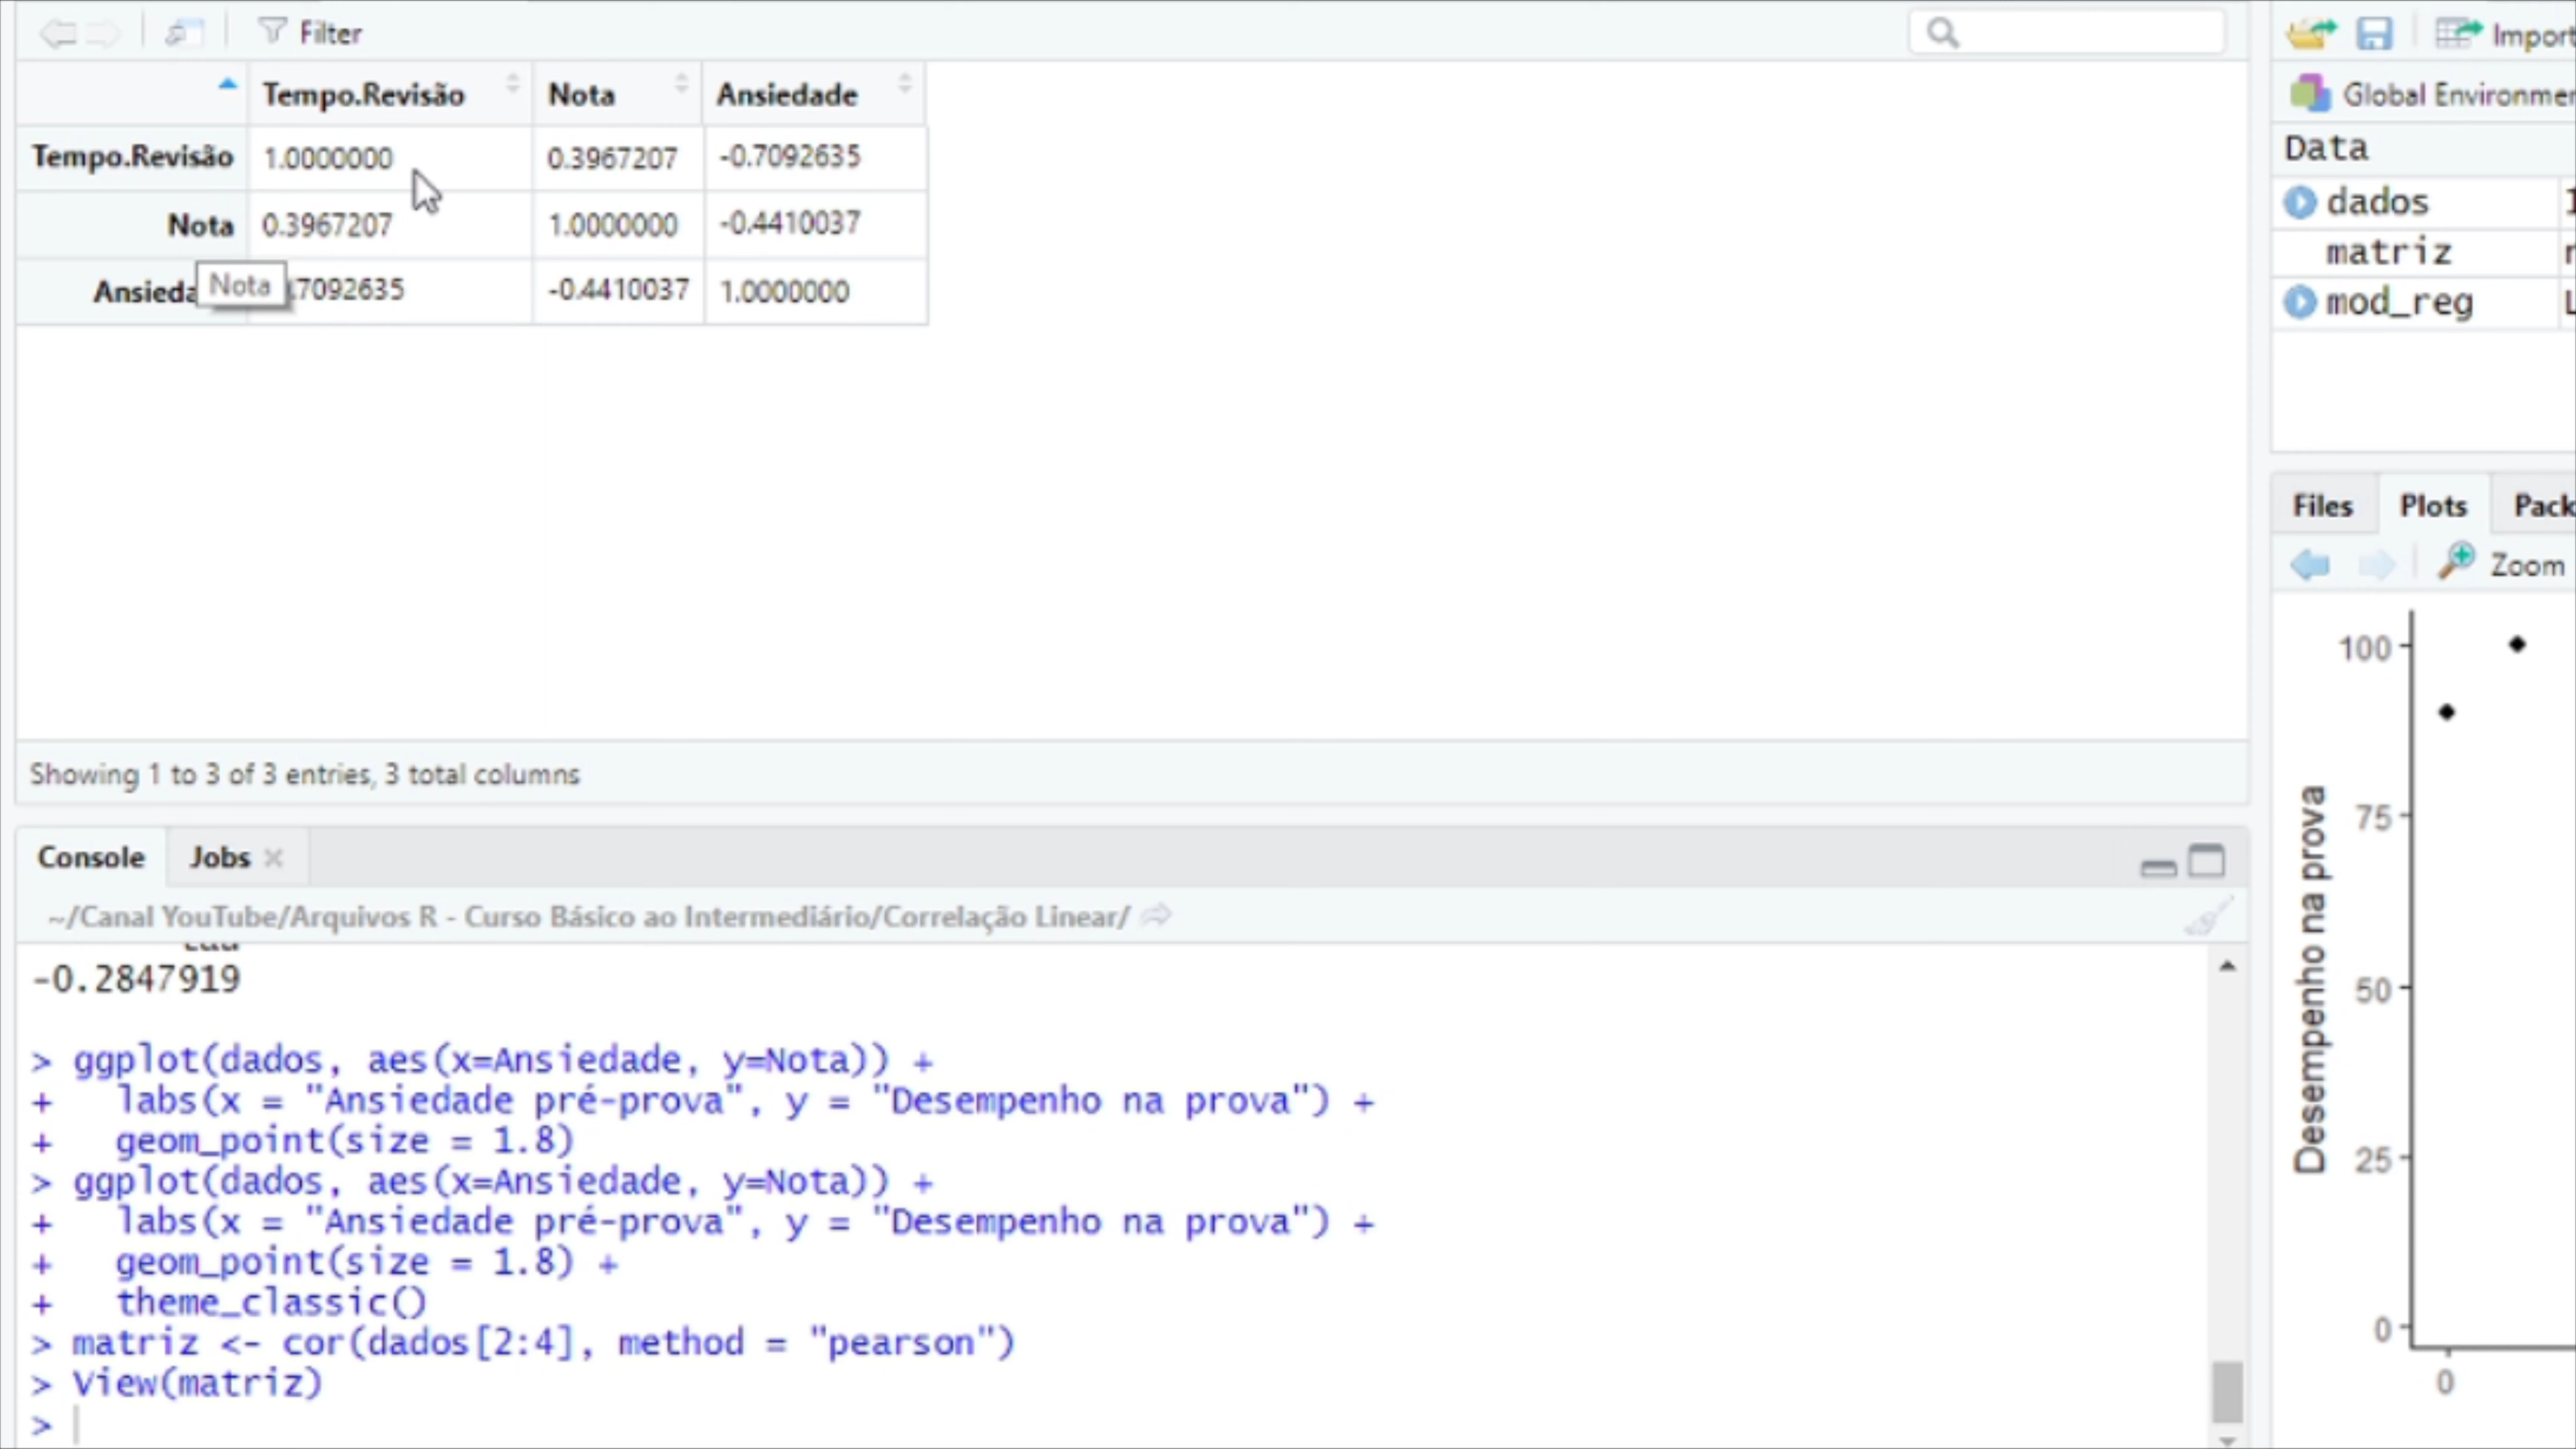 Filter
Import
Tempo.Revisão Nota Ansiedade
Global Environmen
Tempo.Revisão 1.0000000 0.3967207 -0.7092635
Data
Nota 0.3967207 1.0000000 -0.4410037
dados
matriz
Ansieda .7092635 -0.4410037 1.0000000
Nota
mod_reg
Files Plots Pack
Zoom
100
75
50
25
0
0
Desempenho na prova
Showing 1 to 3 of 3 entries, 3 total columns
Console Jobs
~/Canal YouTube/Arquivos R - Curso Básico ao Intermediário/Correlação Linear/
tau
-0.2847919
> ggplot(dados, aes(x=Ansiedade, y=Nota)) +
+ labs(x = "Ansiedade pré-prova", y = "Desempenho na prova") +
+ geom_point(size = 1.8)
> ggplot(dados, aes(x=Ansiedade, y=Nota)) +
+ labs(x = "Ansiedade pré-prova", y = "Desempenho na prova") +
+ geom_point(size = 1.8) +
+ theme_classic()
> matriz <- cor(dados[2:4], method = "pearson")
> View(matriz)
>